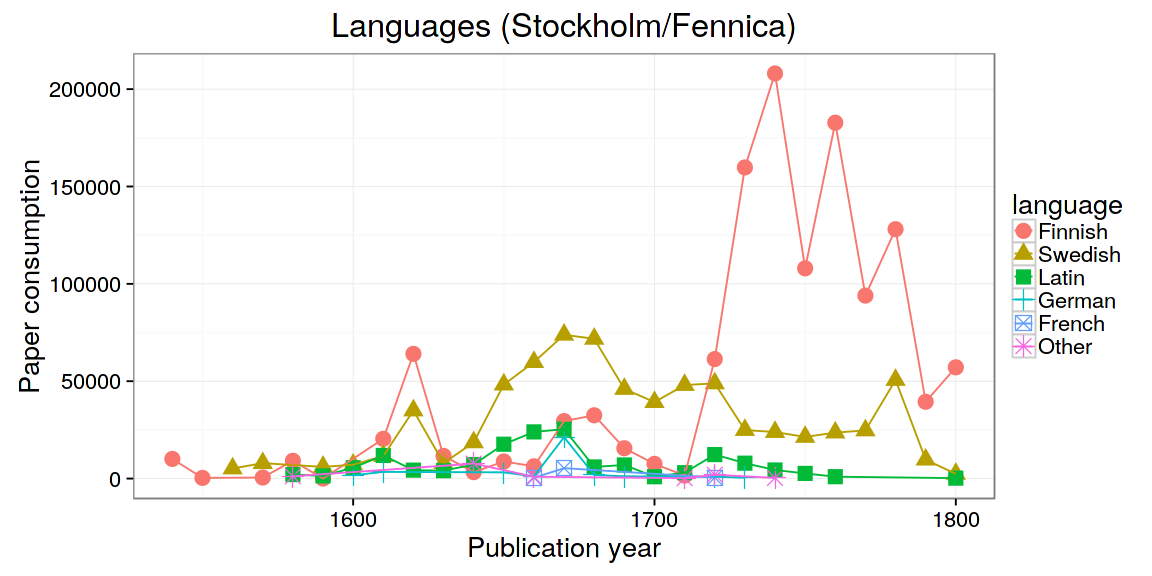 Languages (Stockholm/Fennica)
Paper consumption
200000
150000
100000
50000
0
1600
1700
1800
Publication year
language
Finnish
Swedish
Latin
German
French
Other